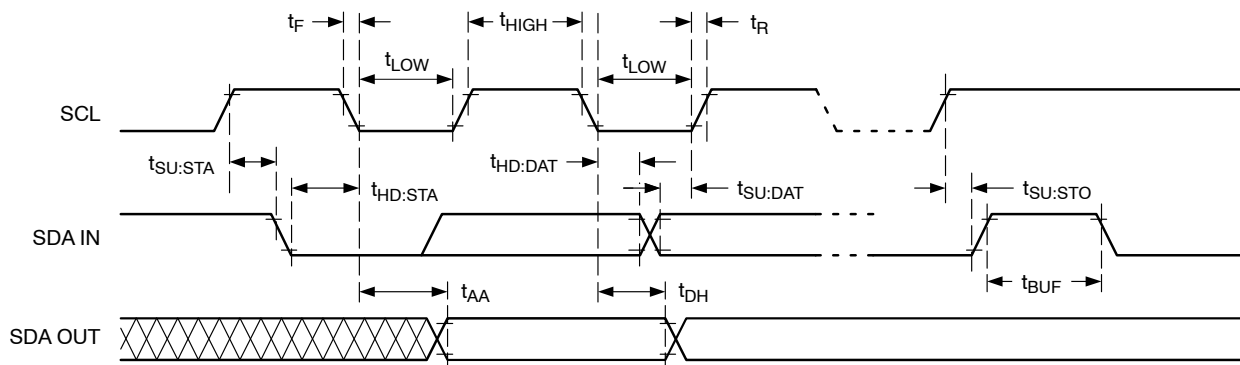 tF
tHIGH
tR
tLOW
tLOW
SCL
tSU:STA
tHD:STA
tHD:DAT
tSU:DAT
tSU:STO
SDA IN
tBUF
tAA
tDH
SDA OUT